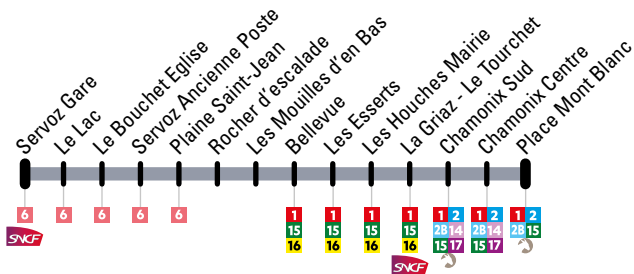 Servoz Gare
Le Lac
Le Bouchet Eglise
Servoz Ancienne Poste
Plaine Saint-Jean
Rocher d'escalade
Les Mouilles d'en Bas
Bellevue
Les Esserts
Les Houches Mairie
La Griaz - Le Tourchet
Chamonix Sud
Chamonix Centre
Place Mont Blanc
6 6 6 6 6 1 1 1 1 1 2 1 2 1 2
15 15 15 15 2B 14 2B 14 2B 15
16 16 16 16 15 17 15 17
SNCF SNCF